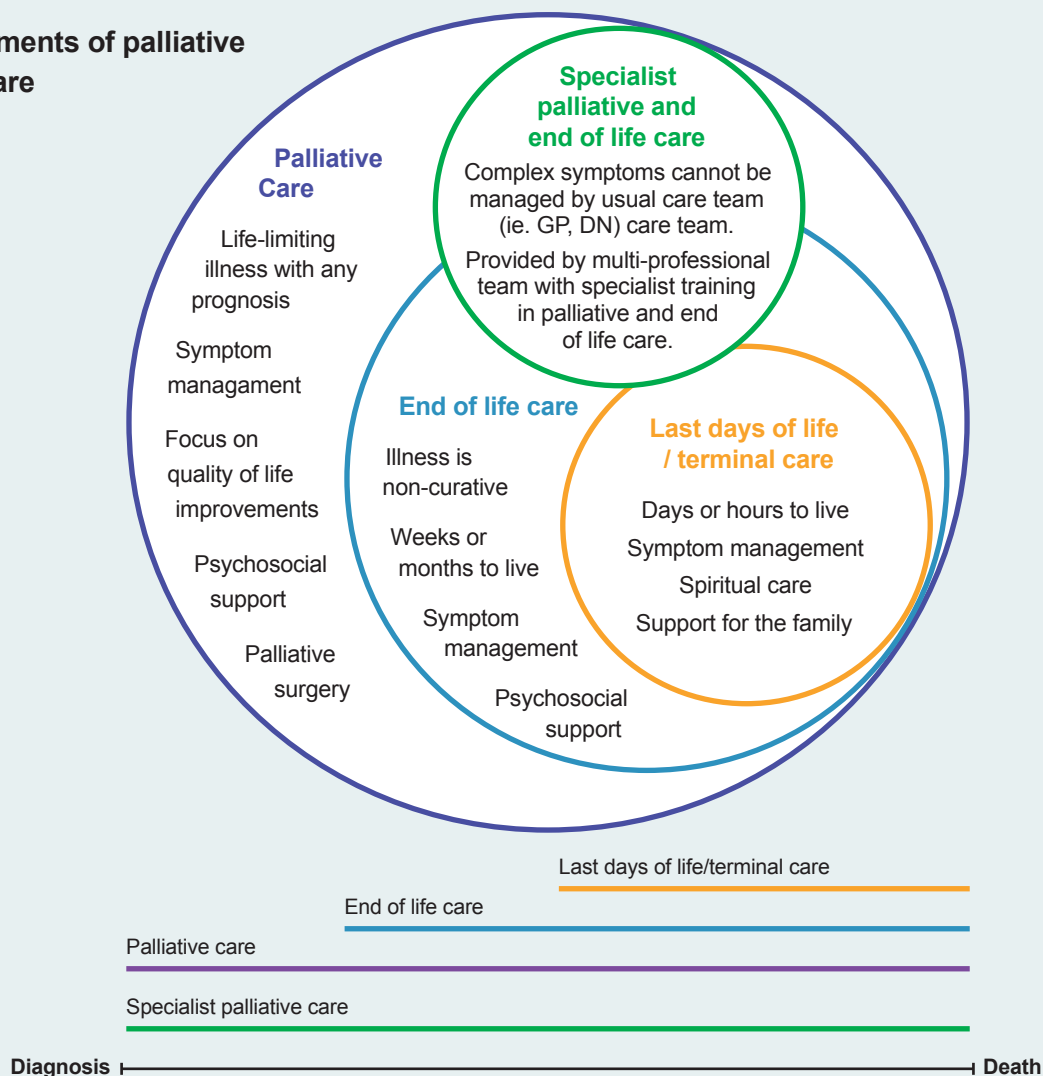 ments of palliative
are
Specialist
palliative and
end of life care
Complex symptoms cannot be
managed by usual care team
(ie. GP, DN) care team.
Provided by multi-professional
team with specialist training
in palliative and end
of life care.
Palliative
Care
Life-limiting
illness with any
prognosis
Symptom
managament
Focus on
quality of life
improvements
Psychosocial
support
Palliative
surgery
End of life care
Illness is
non-curative
Weeks or
months to live
Symptom
management
Psychosocial
support
Last days of life
/ terminal care
Days or hours to live
Symptom management
Spiritual care
Support for the family
Last days of life/terminal care
End of life care
Palliative care
Specialist palliative care
Diagnosis
Death